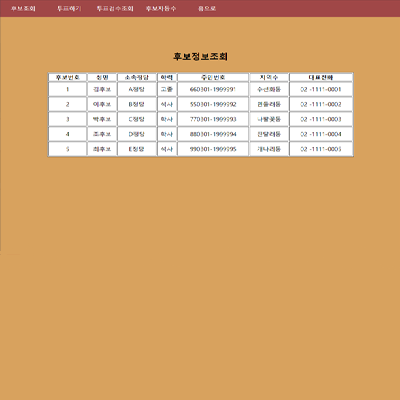 후보조회 투표하기 투표검수조회 후보자등수 홈으로
후보정보조회
후보번호 성명 소속정당 학력 주민번호 지역구 대표전화
1 김후보 A정당 고졸 660301-1999991 수선화동 02 -1111-0001
2 이후보 B정당 석사 550301-1999992 민들레동 02 -1111-0002
3 박후보 C정당 학사 770301-1999993 나팔꽃동 02 -1111-0003
4 조후보 D정당 학사 880301-1999994 진달래동 02 -1111-0004
5 최후보 E정당 석사 990301-1999995 개나리동 02 -1111-0005